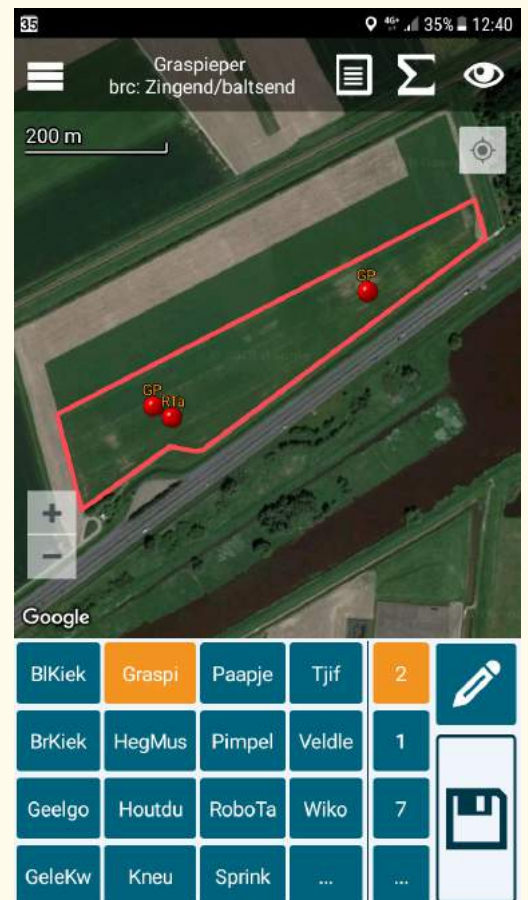 35
4G+ 35% 12:40
Graspieper
brc: Zingend/baltsend
200 m
GP
GP
RTa
+
−
Google
BlKiek Graspi Paapje Tjif 2
BrKiek HegMus Pimpel Veldle 1
Geelgo Houtdu RoboTa Wiko 7
GeleKw Kneu Sprink ... ...